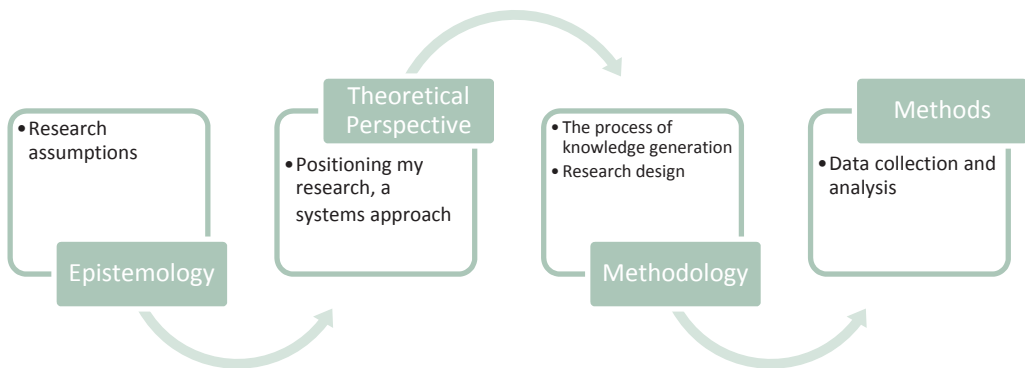 • Research
assumptions
Epistemology
Theoretical
Perspective
• Positioning my
research, a
systems approach
• The process of
knowledge generation
• Research design
Methodology
Methods
• Data collection and
analysis